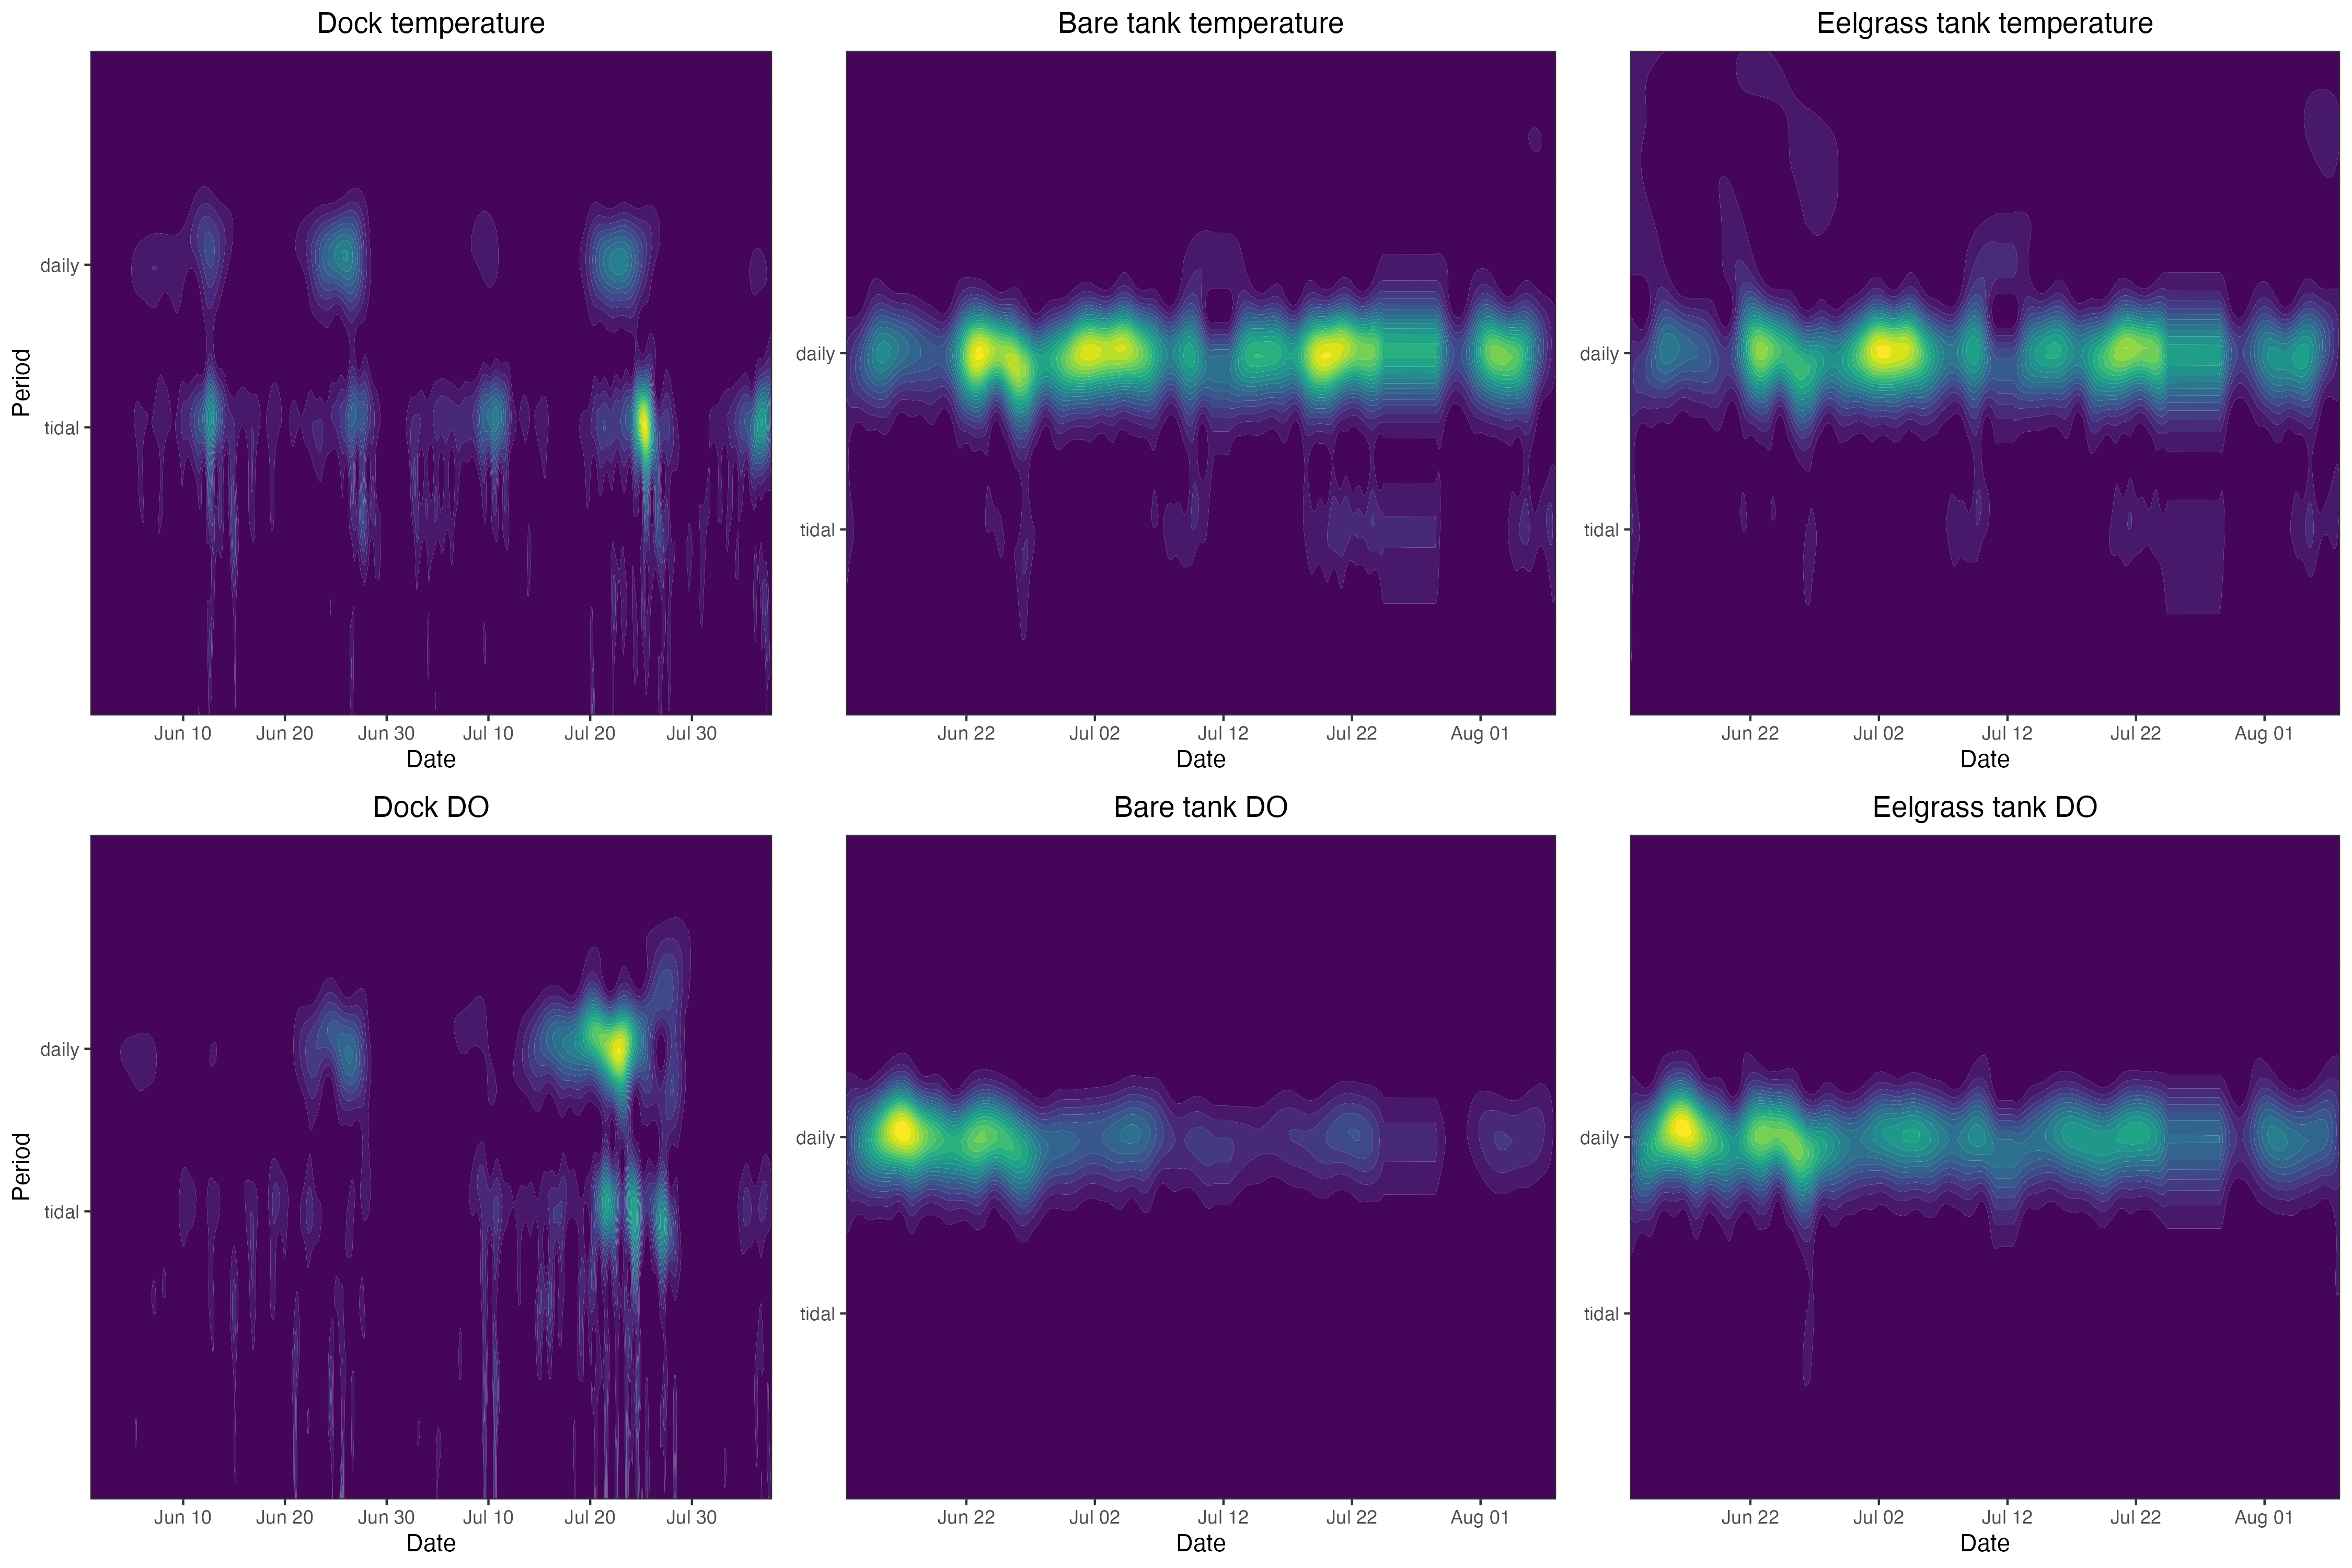 Dock temperature
Period
daily
tidal
Jun 10 Jun 20 Jun 30 Jul 10 Jul 20 Jul 30
Date
Bare tank temperature
daily
tidal
Jun 22 Jul 02 Jul 12 Jul 22 Aug 01
Date
Eelgrass tank temperature
daily
tidal
Jun 22 Jul 02 Jul 12 Jul 22 Aug 01
Date
Dock DO
Period
daily
tidal
Jun 10 Jun 20 Jun 30 Jul 10 Jul 20 Jul 30
Date
Bare tank DO
daily
tidal
Jun 22 Jul 02 Jul 12 Jul 22 Aug 01
Date
Eelgrass tank DO
daily
tidal
Jun 22 Jul 02 Jul 12 Jul 22 Aug 01
Date